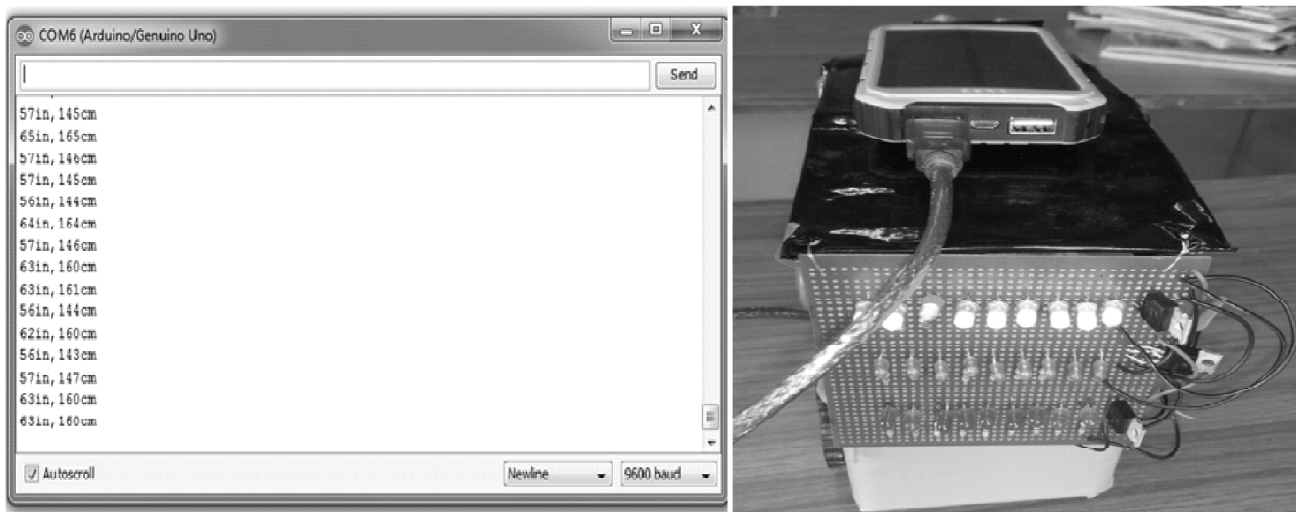 COM6 (Arduino/Genuino Uno)
Send
57in, 145cm
65in, 165cm
57in, 146cm
57in, 145cm
56in, 144cm
64in, 164cm
57in, 146cm
63in, 160cm
63in, 161cm
56in, 144cm
62in, 160cm
56in, 143cm
57in, 147cm
63in, 160cm
63in, 160cm
Autoscroll
Newline
9600 baud